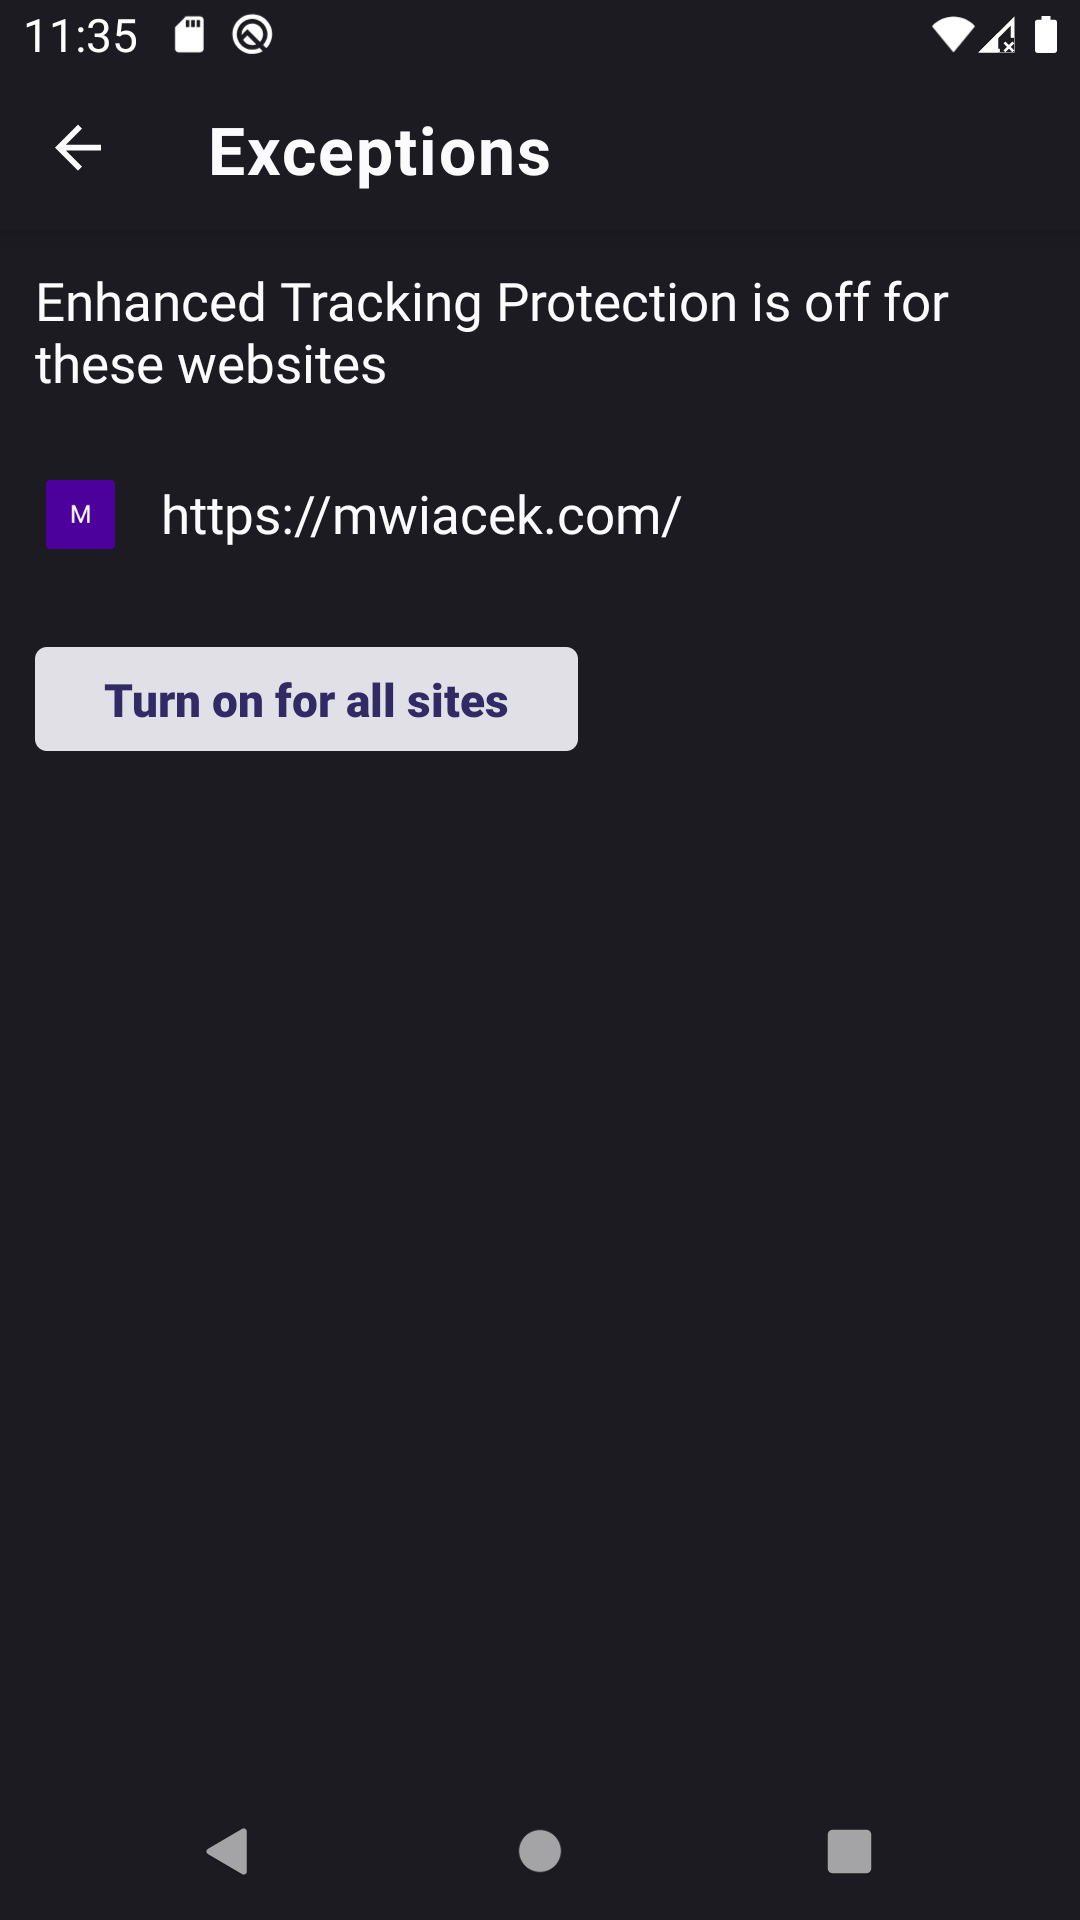 11:35
Exceptions
Enhanced Tracking Protection is off for
these websites
M
https://mwiacek.com/
Turn on for all sites